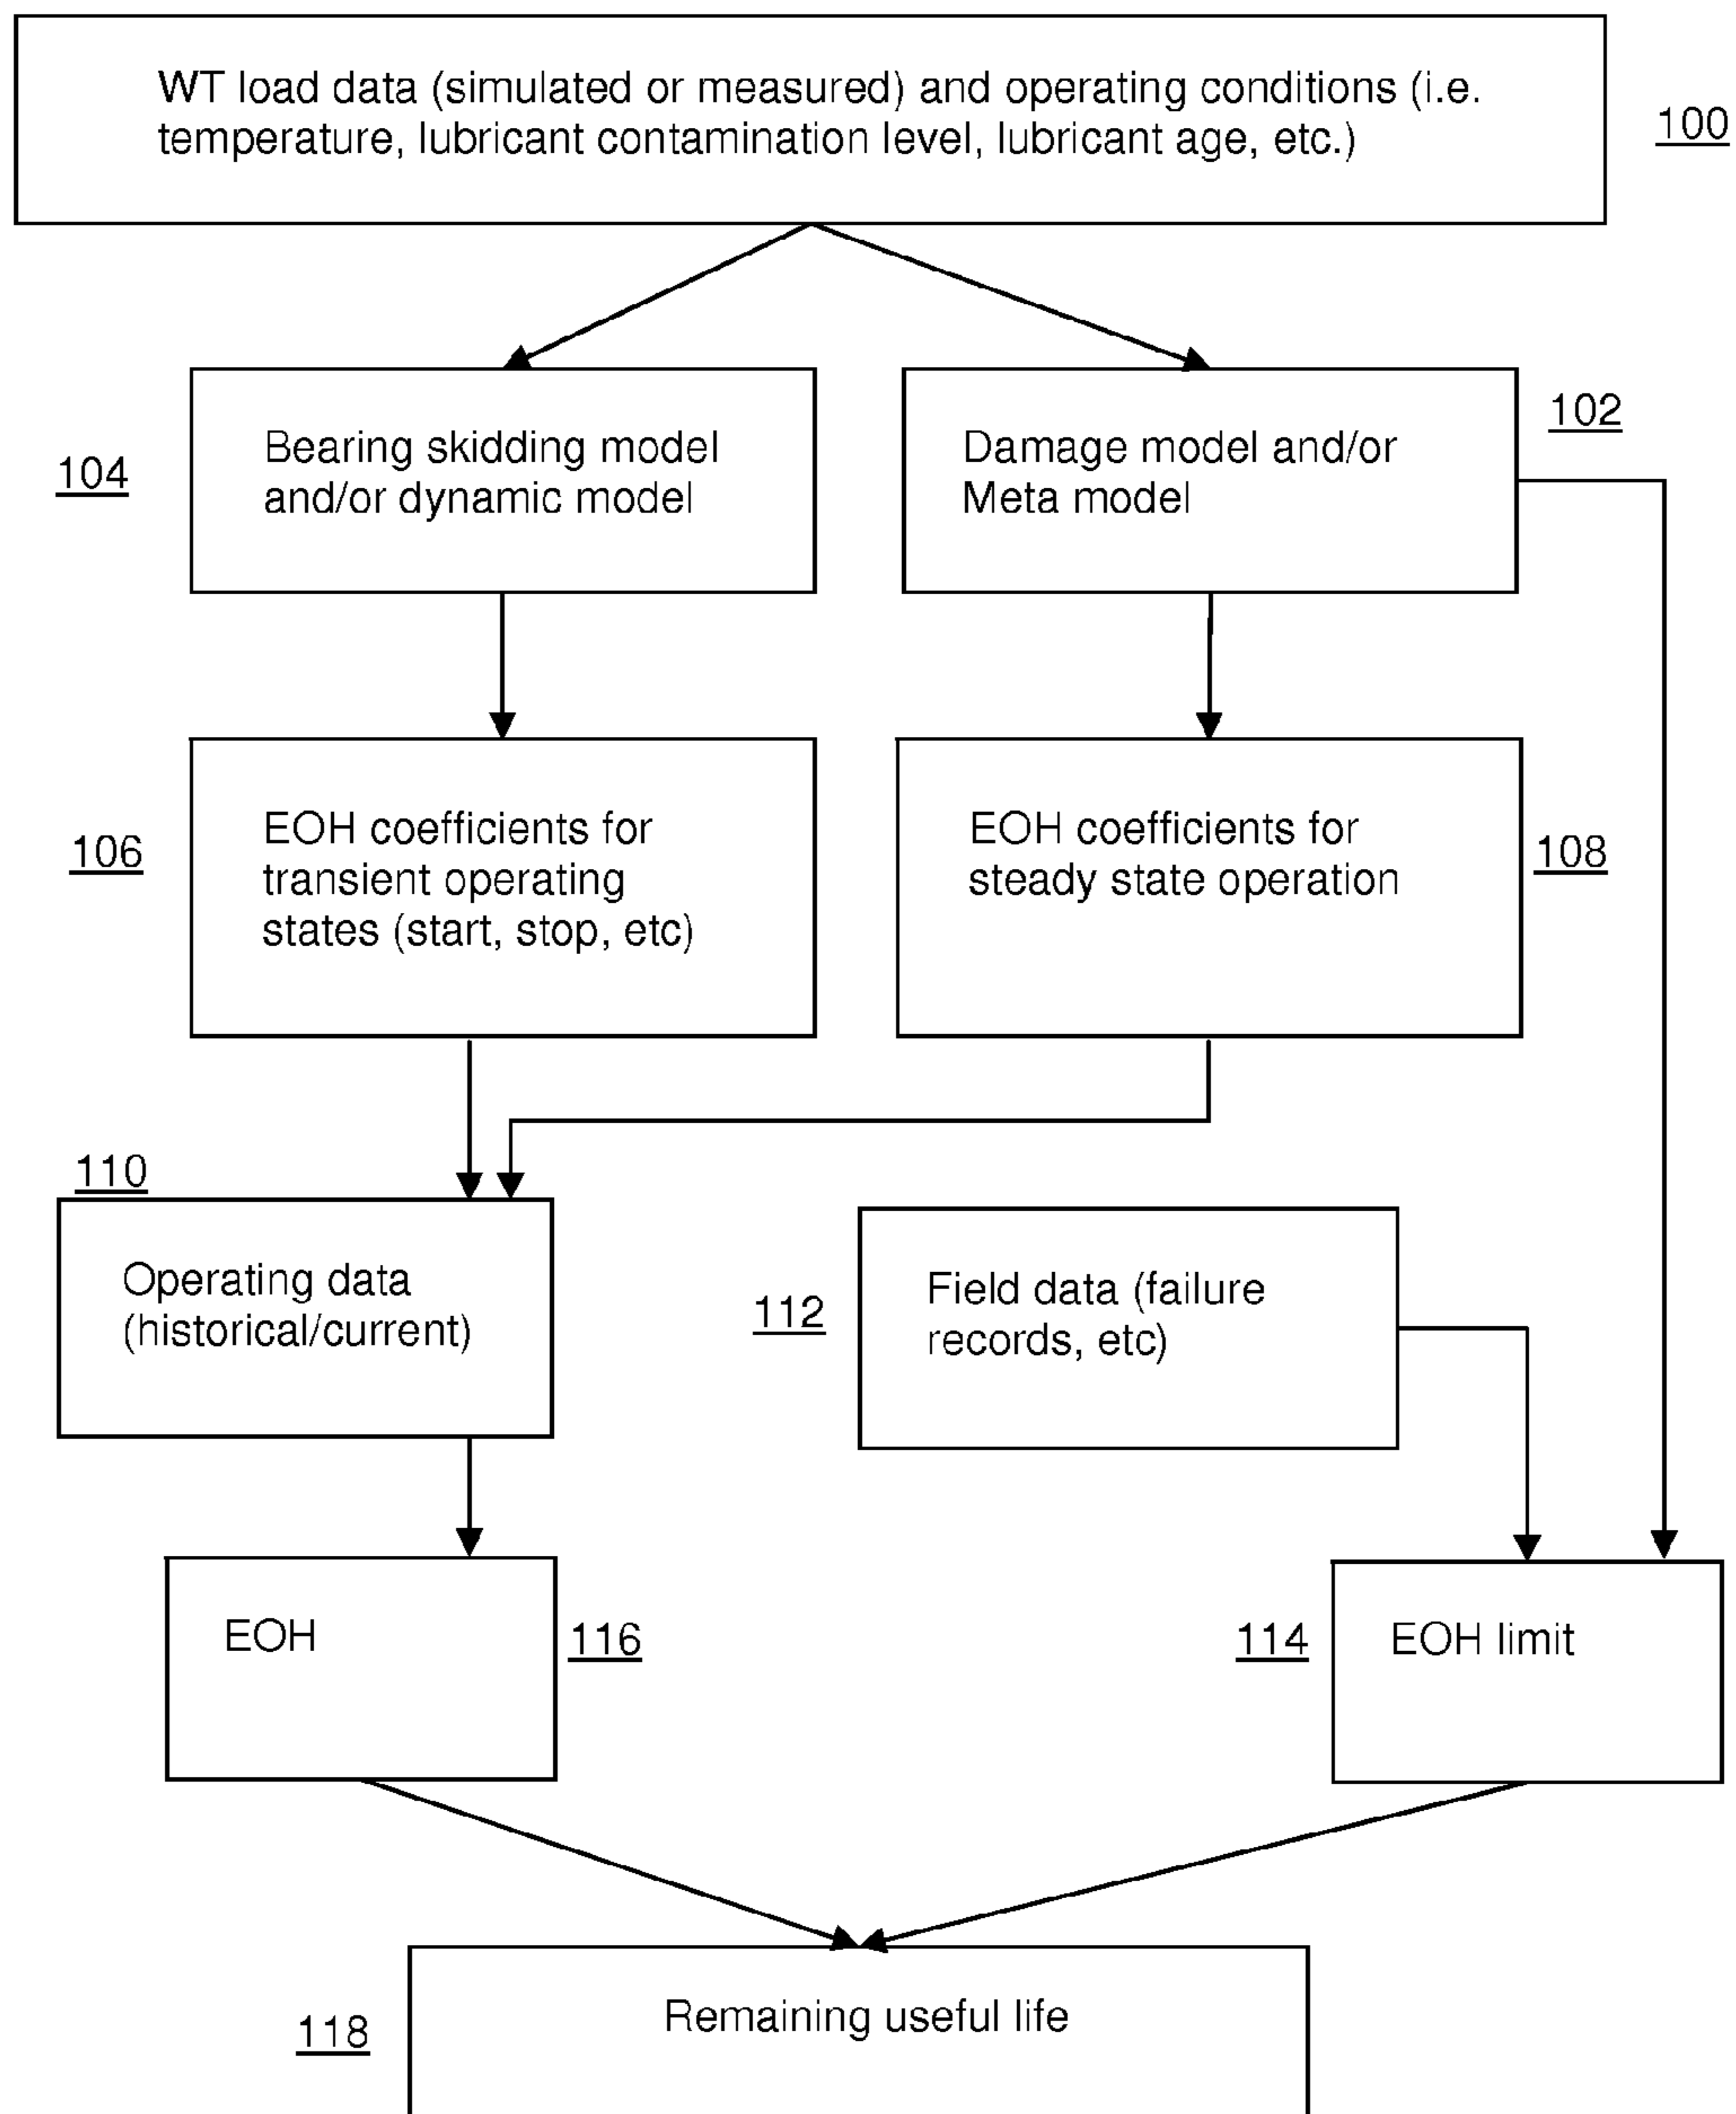 WT load data (simulated or measured) and operating conditions (i.e.
temperature, lubricant contamination level, lubricant age, etc.)
100
104
Bearing skidding model
and/or dynamic model
Damage model and/or
Meta model
102
106
EOH coefficients for
transient operating
states (start, stop, etc)
EOH coefficients for
steady state operation
108
110
Operating data
(historical/current)
112
Field data (failure
records, etc)
EOH
116
114
EOH limit
118
Remaining useful life